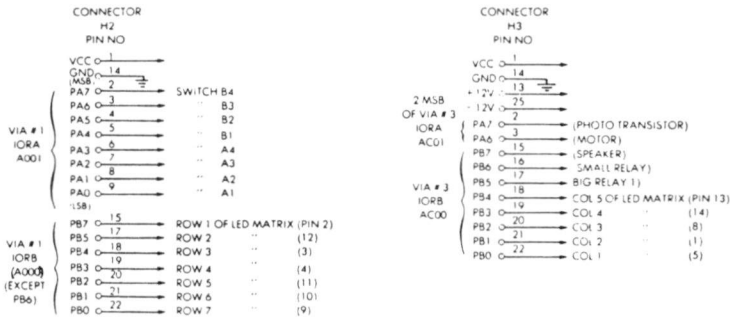 CONNECTOR
H2
PIN NO
VCC 1
GND 14
(MSB)
PA7 2 SWITCH B4
PA6 3 " B3
PA5 4 " B2
PA4 5 " B1
PA3 6 " A4
PA2 7 " A3
PA1 8 " A2
PA0 9 " A1
(LSB)
VIA #1
IORA
A001
PB7 15 ROW 1 OF LED MATRIX (PIN 2)
PB5 17 ROW 2 " (12)
PB4 18 ROW 3 " (3)
PB3 19 ROW 4 " (4)
PB2 20 ROW 5 " (11)
PB1 21 ROW 6 " (10)
PB0 22 ROW 7 " (9)
VIA #1
IORB
(A000)
(EXCEPT
PB6)
CONNECTOR
H3
PIN NO
VCC 1
GND 14
+12V 13
-12V 25
2 MSB
OF VIA #3
IORA
AC01
PA7 2 (PHOTO TRANSISTOR)
PA6 3 (MOTOR)
PB7 15 (SPEAKER)
PB6 16 SMALL RELAY)
PB5 17 BIG RELAY 1)
PB4 18 COL 5 OF LED MATRIX (PIN 13)
PB3 19 COL 4 " (14)
PB2 20 COL 3 " (8)
PB1 21 COL 2 " (1)
PB0 22 COL 1 " (5)
VIA #3
IORB
AC00